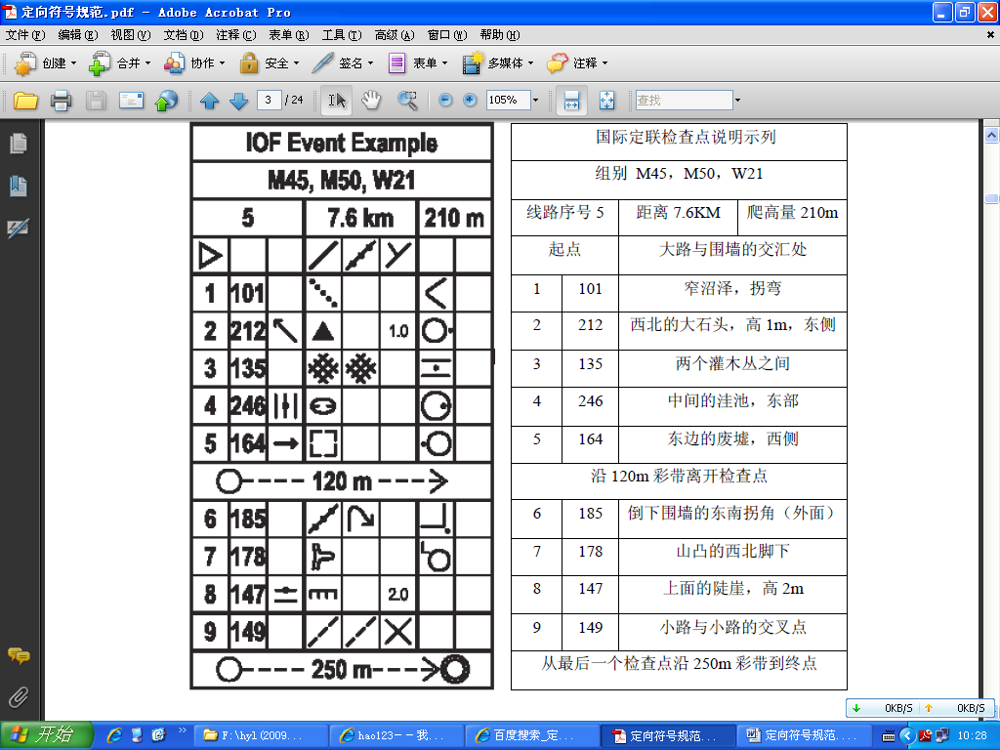 定向符号规范.pdf - Adobe Acrobat Pro
文件(F) 编辑(E) 视图(V) 文档(D) 注释(C) 表单(R) 工具(T) 高级(A) 窗口(W) 帮助(H)
创建 合并 协作 安全 签名 表单 多媒体 注释
3 / 24 105% 查找
IOF Event Example
M45, M50, W21
5 7.6 km 210 m
1 101
2 212 1.0
3 135
4 246
5 164
120 m
6 185
7 178
8 147 2.0
9 149
250 m
国际定联检查点说明示列
组别 M45，M50，W21
线路序号 5 距离 7.6KM 爬高量 210m
起点 大路与围墙的交汇处
1 101 窄沼泽，拐弯
2 212 西北的大石头，高 1m，东侧
3 135 两个灌木丛之间
4 246 中间的洼池，东部
5 164 东边的废墟，西侧
沿 120m 彩带离开检查点
6 185 倒下围墙的东南拐角（外面）
7 178 山凸的西北脚下
8 147 上面的陡崖，高 2m
9 149 小路与小路的交叉点
从最后一个检查点沿 250m 彩带到终点
0KB/S 0KB/S
开始 F:\hyl(2009... hao123——我... 百度搜索_定... 定向符号规范... 定向符号规范.... 10:28